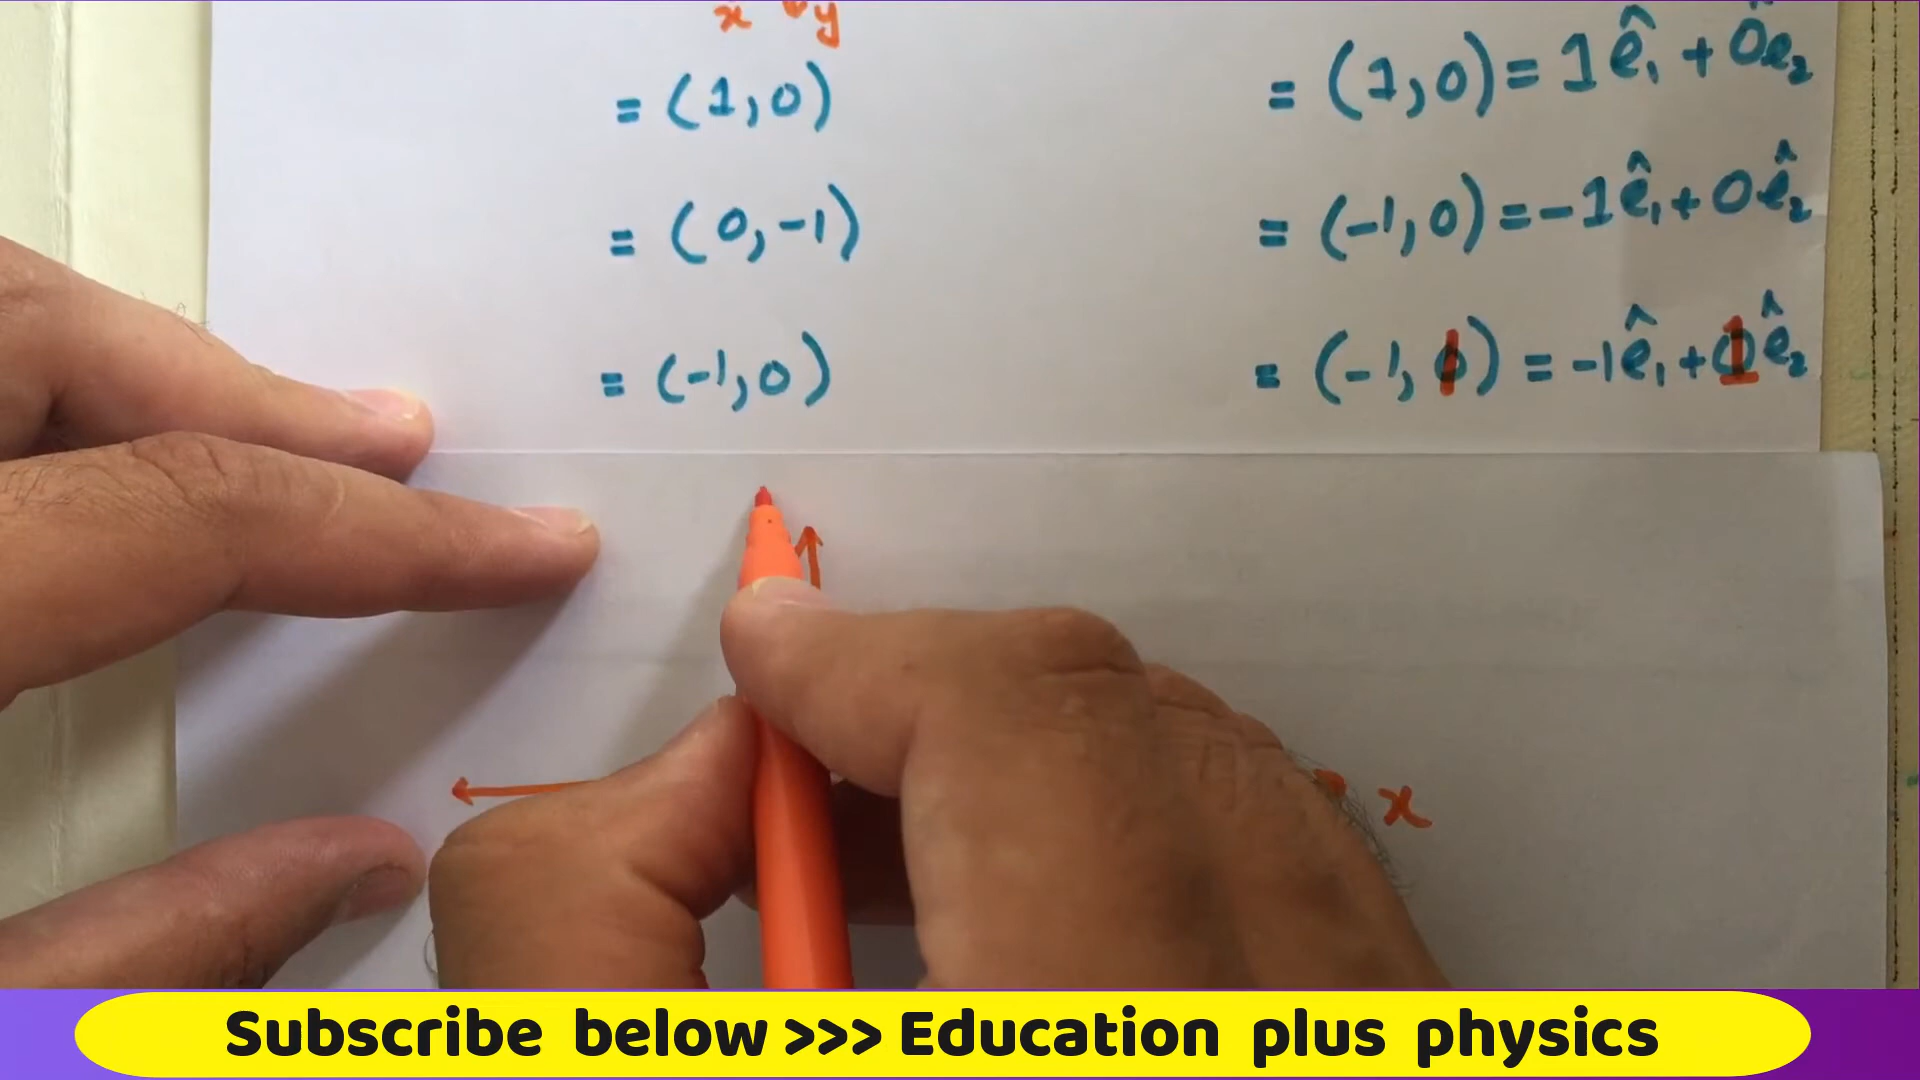 x y
= (1,0)
= (0,-1)
= (-1,0)
= (1,0) = 1ê₁ + 0e₂
= (-1,0) = -1ê₁ + 0ê₂
= (-1,1) = -1ê₁ + 1ê₂
x
Subscribe below >>> Education plus physics